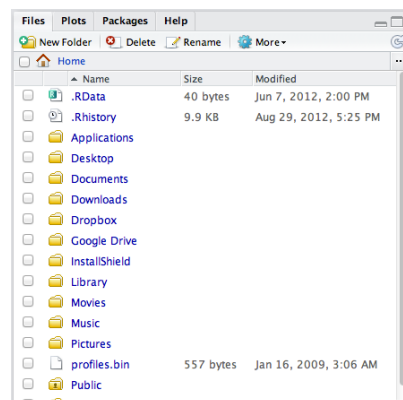 Files Plots Packages Help
New Folder Delete Rename More
Home ...
Name Size Modified
.RData 40 bytes Jun 7, 2012, 2:00 PM
.Rhistory 9.9 KB Aug 29, 2012, 5:25 PM
Applications
Desktop
Documents
Downloads
Dropbox
Google Drive
InstallShield
Library
Movies
Music
Pictures
profiles.bin 557 bytes Jan 16, 2009, 3:06 AM
Public